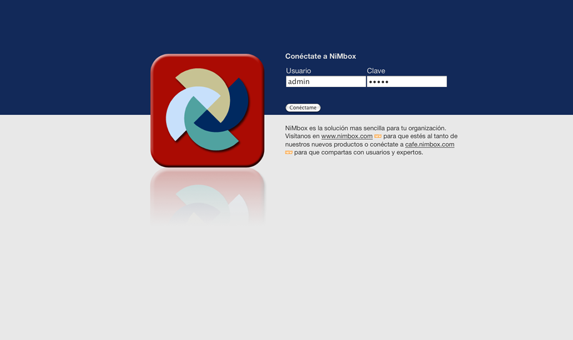 Conéctate a NiMbox
Usuario Clave
admin •••••
Conéctame
NiMbox es la solución mas sencilla para tu organización.
Visítanos en www.nimbox.com para que estés al tanto de
nuestros nuevos productos o conéctate a cafe.nimbox.com
para que compartas con usuarios y expertos.